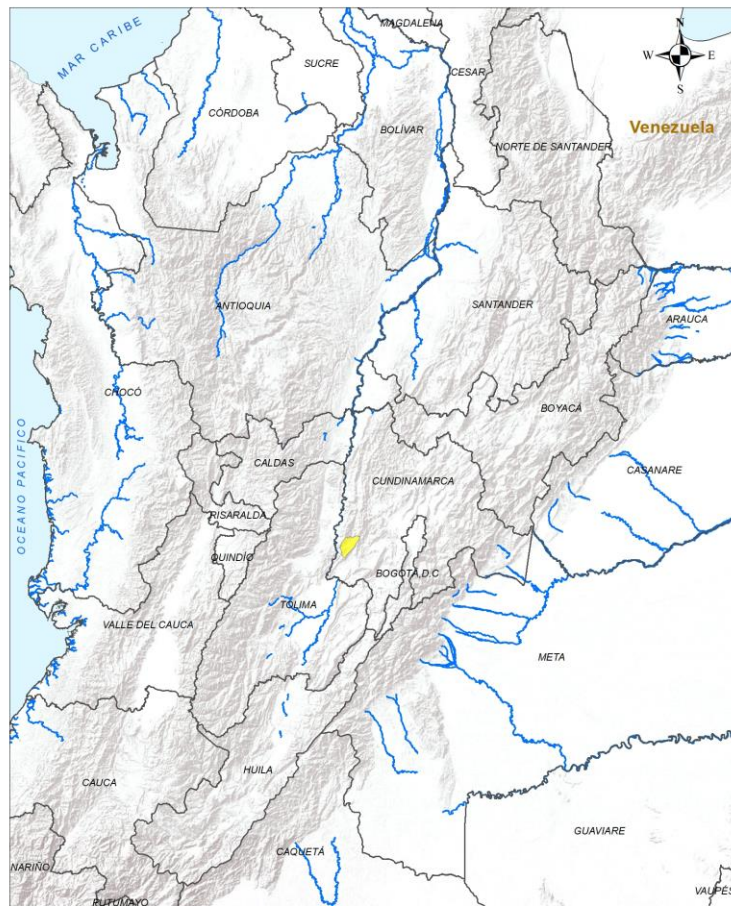 MAGDALENA
N
MAR CARIBE
SUCRE
W
E
CESAR
S
CÓRDOBA
BOLÍVAR
Venezuela
NORTE DE SANTANDER
ANTIOQUIA
SANTANDER
ARAUCA
CHOCÓ
BOYACÁ
OCEANO PACIFICO
CALDAS
CASANARE
CUNDINAMARCA
RISARALDA
QUINDÍO
BOGOTÁ,D.C
TOLIMA
VALLE DEL CAUCA
META
HUILA
CAUCA
GUAVIARE
CAQUETÁ
NARIÑO
PUTUMAYO
VAUPÉS